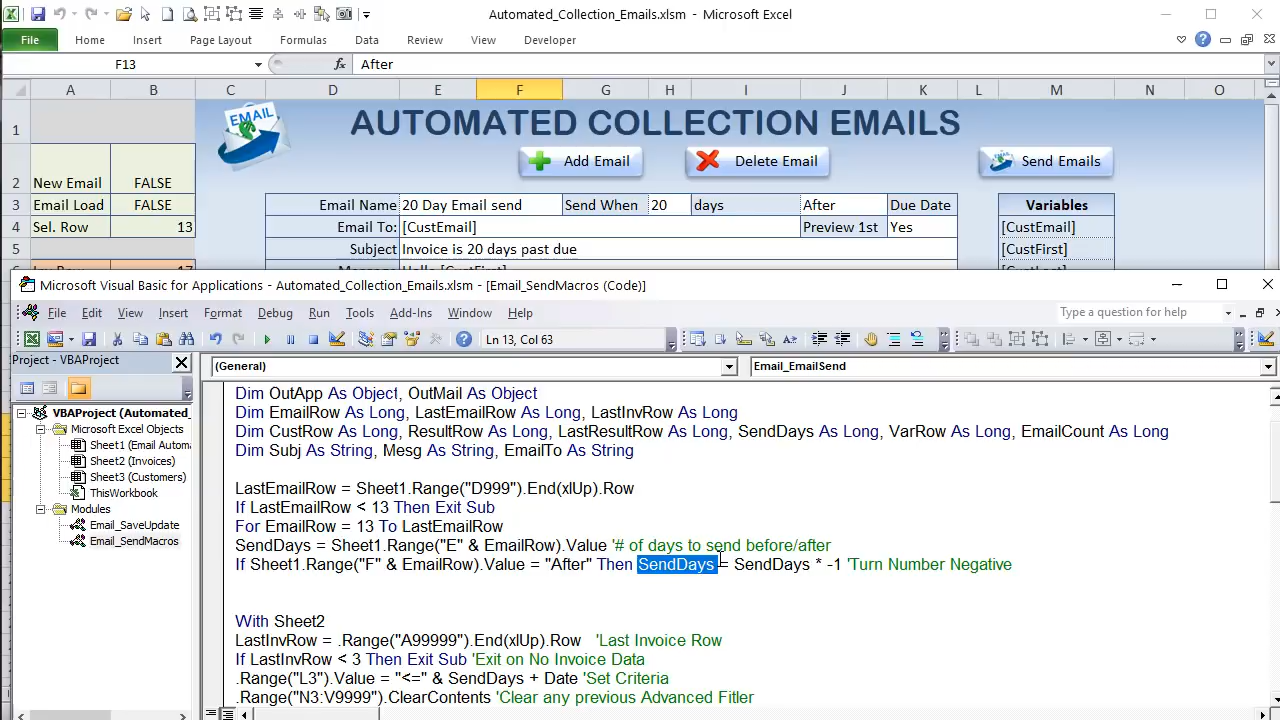 Automated_Collection_Emails.xlsm - Microsoft Excel
File Home Insert Page Layout Formulas Data Review View Developer
F13 fx After
A B C D E F G H I J K L M N O
1 EMAIL AUTOMATED COLLECTION EMAILS
Add Email Delete Email Send Emails
2 New Email FALSE
3 Email Load FALSE Email Name 20 Day Email send Send When 20 days After Due Date Variables
4 Sel. Row 13 Email To: [CustEmail] Preview 1st Yes [CustEmail]
5 Subject Invoice is 20 days past due [CustFirst]
Microsoft Visual Basic for Applications - Automated_Collection_Emails.xlsm - [Email_SendMacros (Code)]
File Edit View Insert Format Debug Run Tools Add-Ins Window Help Type a question for help
Ln 13, Col 63
Project - VBAProject
(General) Email_EmailSend
VBAProject (Automated_
Microsoft Excel Objects
Sheet1 (Email Automa
Sheet2 (Invoices)
Sheet3 (Customers)
ThisWorkbook
Modules
Email_SaveUpdate
Email_SendMacros
Dim OutApp As Object, OutMail As Object
Dim EmailRow As Long, LastEmailRow As Long, LastInvRow As Long
Dim CustRow As Long, ResultRow As Long, LastResultRow As Long, SendDays As Long, VarRow As Long, EmailCount As Long
Dim Subj As String, Mesg As String, EmailTo As String
LastEmailRow = Sheet1.Range("D999").End(xlUp).Row
If LastEmailRow < 13 Then Exit Sub
For EmailRow = 13 To LastEmailRow
SendDays = Sheet1.Range("E" & EmailRow).Value '# of days to send before/after
If Sheet1.Range("F" & EmailRow).Value = "After" Then SendDays = SendDays * -1 'Turn Number Negative
With Sheet2
LastInvRow = .Range("A99999").End(xlUp).Row 'Last Invoice Row
If LastInvRow < 3 Then Exit Sub 'Exit on No Invoice Data
.Range("L3").Value = "<=" & SendDays + Date 'Set Criteria
.Range("N3:V9999").ClearContents 'Clear any previous Advanced Fitler